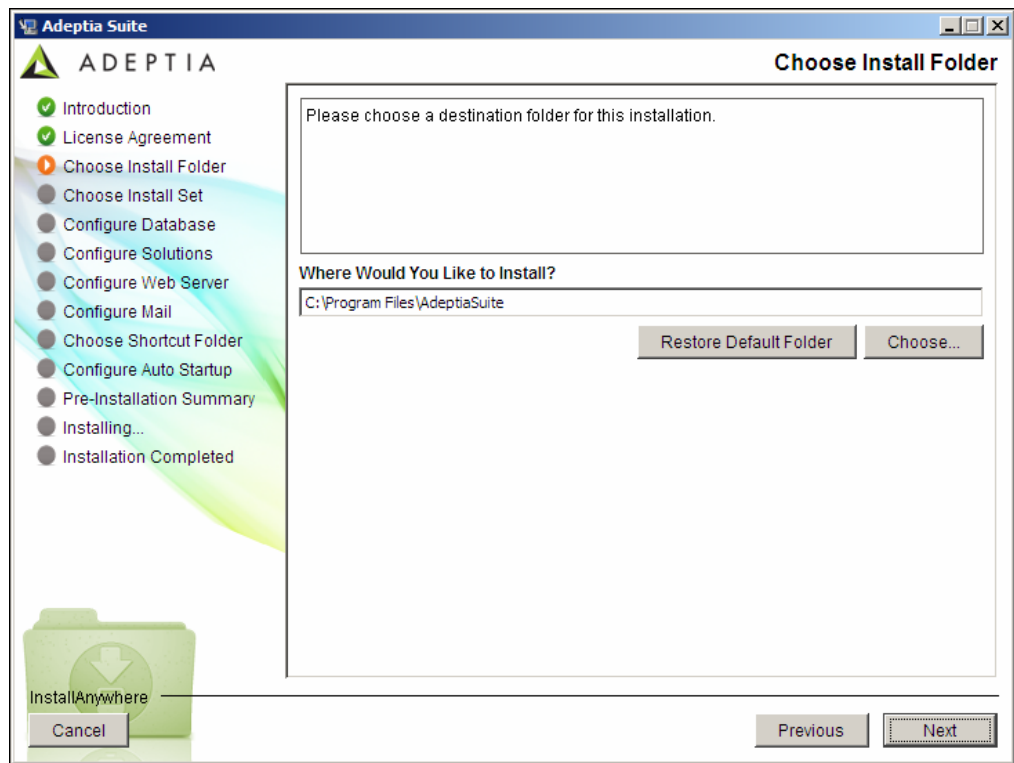 Adeptia Suite
ADEPTIA
Choose Install Folder
Introduction
License Agreement
Choose Install Folder
Choose Install Set
Configure Database
Configure Solutions
Configure Web Server
Configure Mail
Choose Shortcut Folder
Configure Auto Startup
Pre-Installation Summary
Installing...
Installation Completed
Please choose a destination folder for this installation.
Where Would You Like to Install?
C:\Program Files\AdeptiaSuite
Restore Default Folder
Choose...
InstallAnywhere
Cancel
Previous
Next